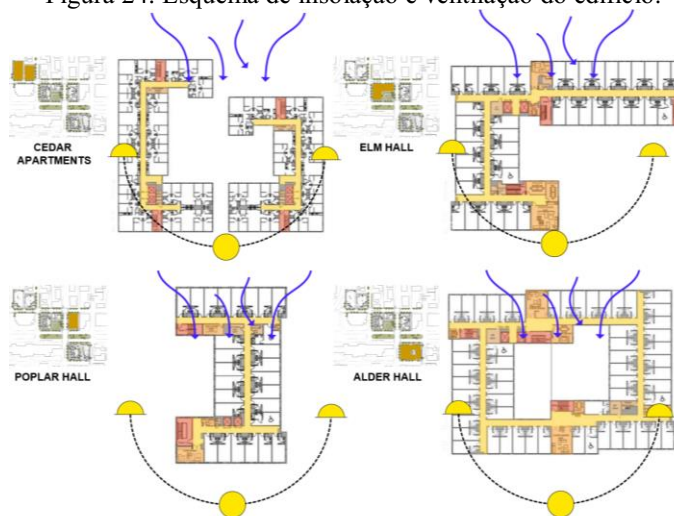 Figura 24: Esquema de insolação e ventilação do edifício.
CEDAR
APARTMENTS
ELM HALL
POPLAR HALL
ALDER HALL